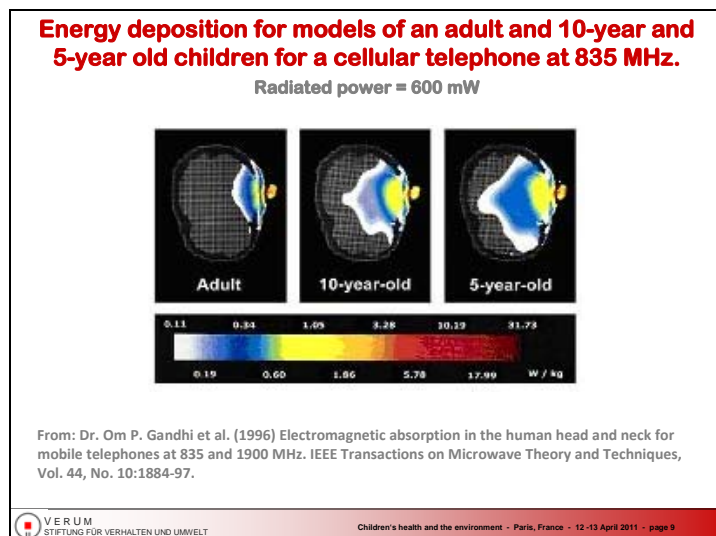 Energy deposition for models of an adult and 10-year and
5-year old children for a cellular telephone at 835 MHz.
Radiated power = 600 mW
Adult
10-year-old
5-year-old
0.11 0.34 1.05 3.28 10.19 31.73
0.19 0.60 1.86 5.78 17.99 W / kg
From: Dr. Om P. Gandhi et al. (1996) Electromagnetic absorption in the human head and neck for
mobile telephones at 835 and 1900 MHz. IEEE Transactions on Microwave Theory and Techniques,
Vol. 44, No. 10:1884-97.
VERUM
STIFTUNG FÜR VERHALTEN UND UMWELT
Children's health and the environment - Paris, France - 12 -13 April 2011 - page 9